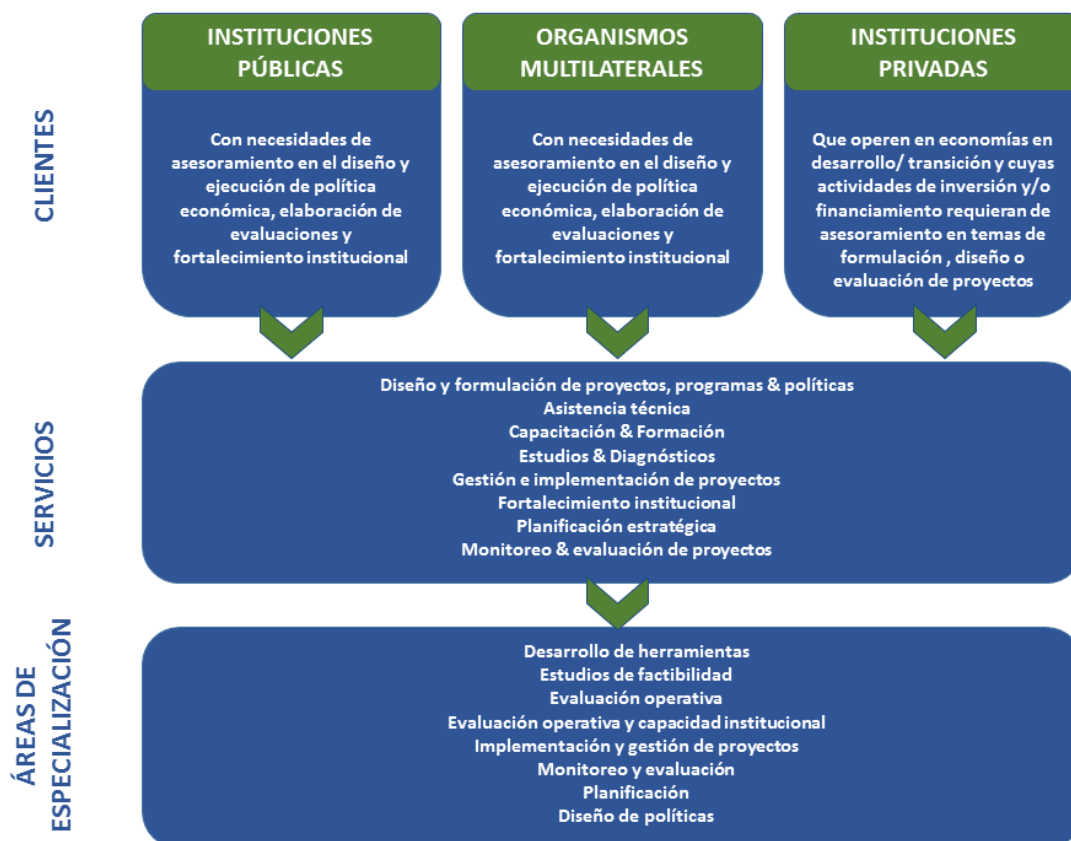 CLIENTES
INSTITUCIONES
PÚBLICAS
Con necesidades de
asesoramiento en el diseño y
ejecución de política
económica, elaboración de
evaluaciones y
fortalecimiento institucional
ORGANISMOS
MULTILATERALES
Con necesidades de
asesoramiento en el diseño y
ejecución de política
económica, elaboración de
evaluaciones y
fortalecimiento institucional
INSTITUCIONES
PRIVADAS
Que operen en economías en
desarrollo/ transición y cuyas
actividades de inversión y/o
financiamiento requieran de
asesoramiento en temas de
formulación , diseño o
evaluación de proyectos
SERVICIOS
Diseño y formulación de proyectos, programas & políticas
Asistencia técnica
Capacitación & Formación
Estudios & Diagnósticos
Gestión e implementación de proyectos
Fortalecimiento institucional
Planificación estratégica
Monitoreo & evaluación de proyectos
ÁREAS DE
ESPECIALIZACIÓN
Desarrollo de herramientas
Estudios de factibilidad
Evaluación operativa
Evaluación operativa y capacidad institucional
Implementación y gestión de proyectos
Monitoreo y evaluación
Planificación
Diseño de políticas